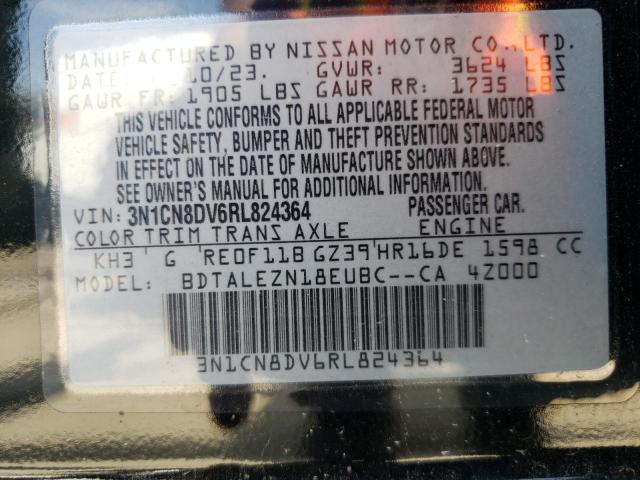 MANUFACTURED BY NISSAN MOTOR CO., LTD.
DATE: 10/23. GVWR: 3624 LBS
GAWR FR: 1905 LBS GAWR RR: 1735 LBS
THIS VEHICLE CONFORMS TO ALL APPLICABLE FEDERAL MOTOR
VEHICLE SAFETY, BUMPER AND THEFT PREVENTION STANDARDS
IN EFFECT ON THE DATE OF MANUFACTURE SHOWN ABOVE.
SEE OWNER'S MANUAL FOR ADDITIONAL INFORMATION.
VIN: 3N1CN8DV6RL824364 PASSENGER CAR.
COLOR TRIM TRANS AXLE ENGINE
KH3 G RE0F11B GZ39 HR16DE 1598 CC
MODEL: BDTALEZN18EUBC--CA 4Z000
3N1CN8DV6RL824364